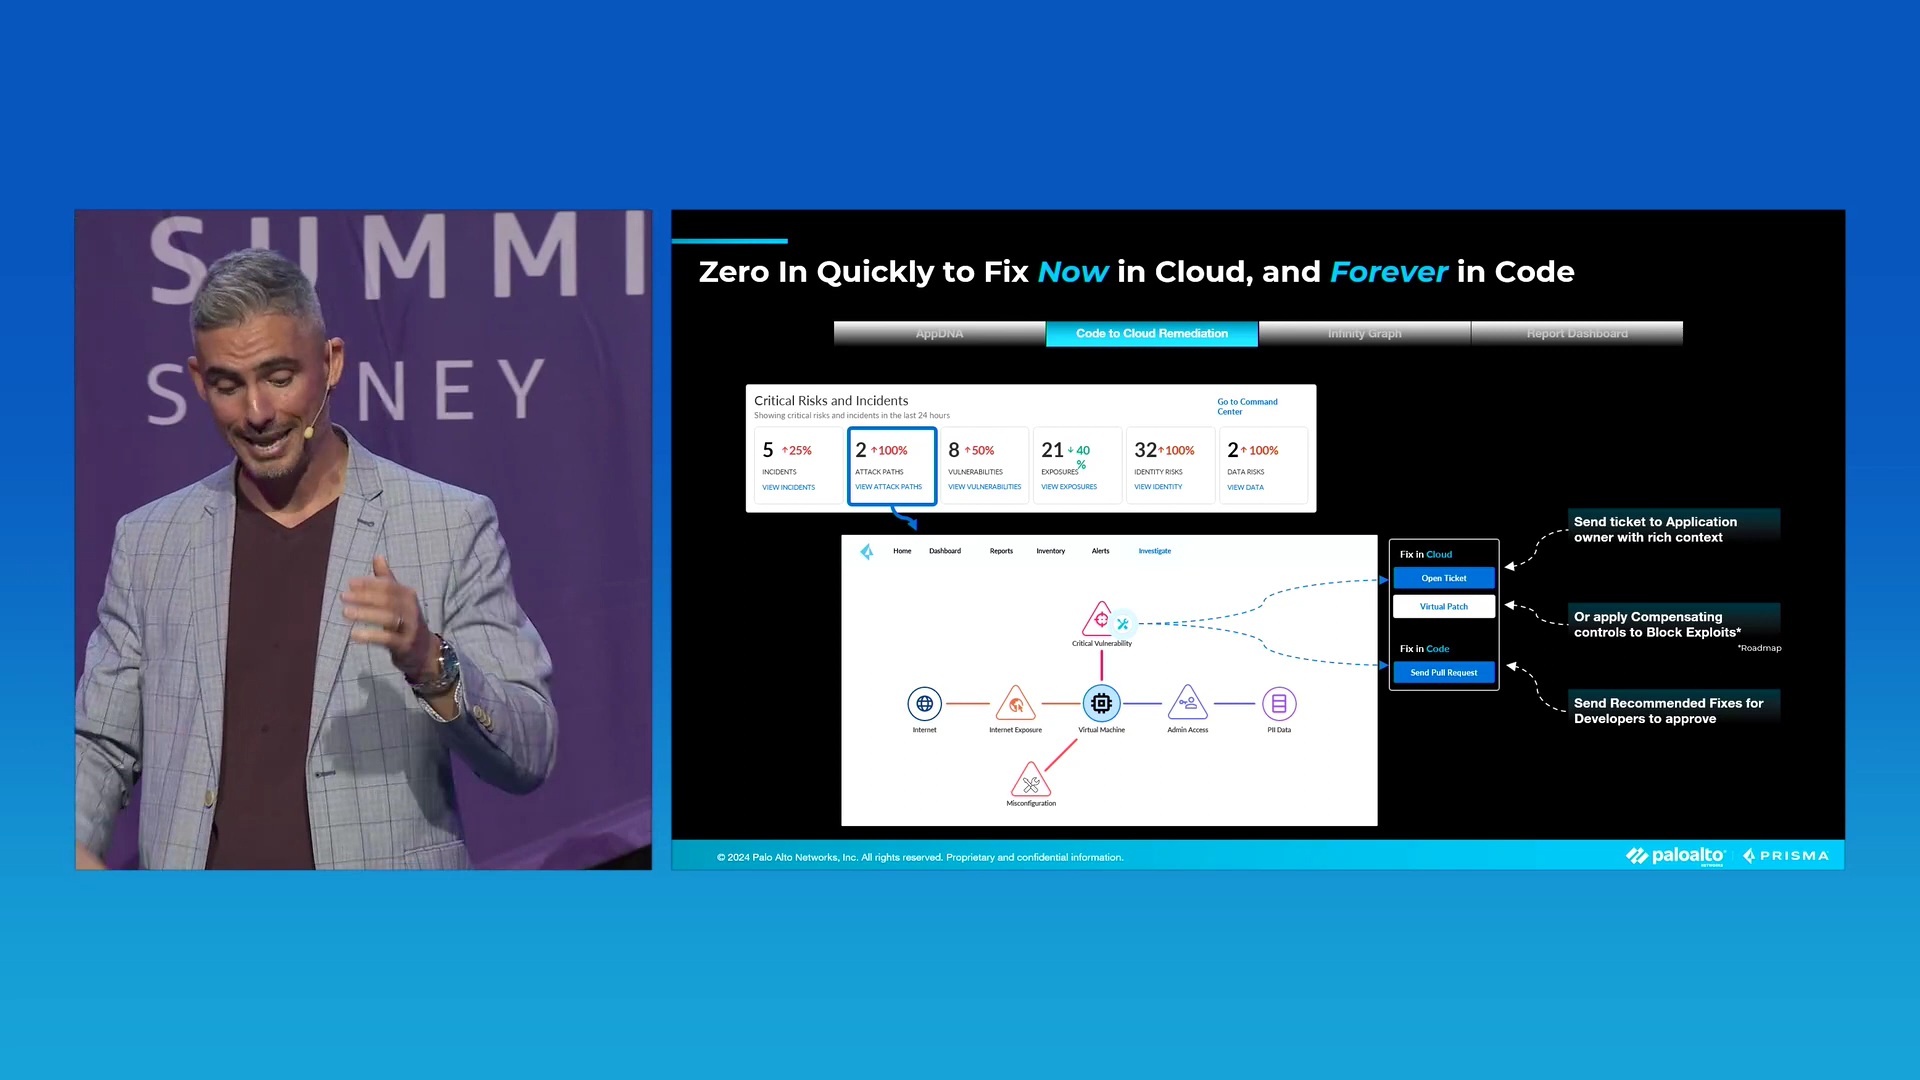 SUMMI
S NEY
Zero In Quickly to Fix Now in Cloud, and Forever in Code
AppDNA
Code to Cloud Remediation
Infinity Graph
Report Dashboard
Critical Risks and Incidents
Showing critical risks and incidents in the last 24 hours
Go to Command
Center
5 ↑25%
INCIDENTS
VIEW INCIDENTS
2 ↑100%
ATTACK PATHS
VIEW ATTACK PATHS
8 ↑50%
VULNERABILITIES
VIEW VULNERABILITIES
21 ↓40
%
EXPOSURES
VIEW EXPOSURES
32 ↑100%
IDENTITY RISKS
VIEW IDENTITY
2 ↑100%
DATA RISKS
VIEW DATA
Home Dashboard Reports Inventory Alerts Investigate
Critical Vulnerability
Internet
Internet Exposure
Virtual Machine
Admin Access
PII Data
Misconfiguration
Fix in Cloud
Open Ticket
Virtual Patch
Fix in Code
Send Pull Request
Send ticket to Application
owner with rich context
Or apply Compensating
controls to Block Exploits*
*Roadmap
Send Recommended Fixes for
Developers to approve
© 2024 Palo Alto Networks, Inc. All rights reserved. Proprietary and confidential information.
paloalto
NETWORKS
PRISMA